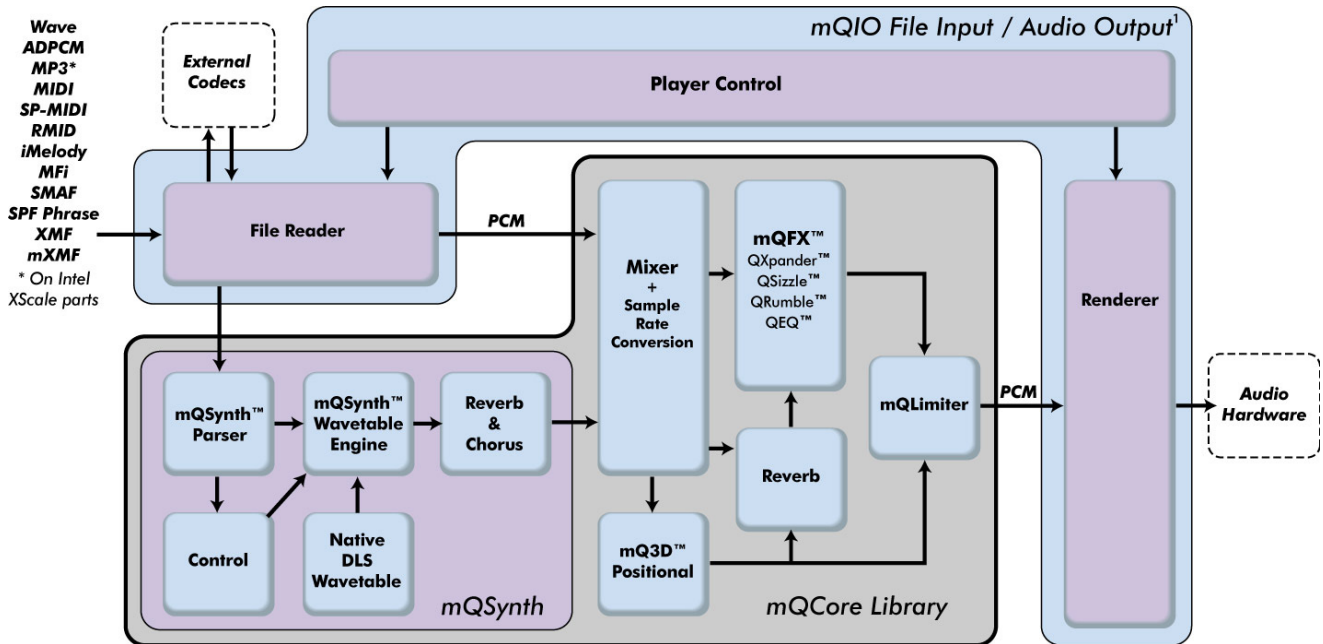 Wave
ADPCM
MP3*
MIDI
SP-MIDI
RMID
iMelody
MFi
SMAF
SPF Phrase
XMF
mXMF
* On Intel
XScale parts
External
Codecs
mQIO File Input / Audio Output¹
Player Control
File Reader
PCM
Mixer
+
Sample
Rate
Conversion
mQFX™
QXpander™
QSizzle™
QRumble™
QEQ™
Renderer
mQSynth™
Parser
mQSynth™
Wavetable
Engine
Reverb
&
Chorus
mQLimiter
PCM
Audio
Hardware
Reverb
Control
Native
DLS
Wavetable
mQ3D™
Positional
mQSynth
mQCore Library